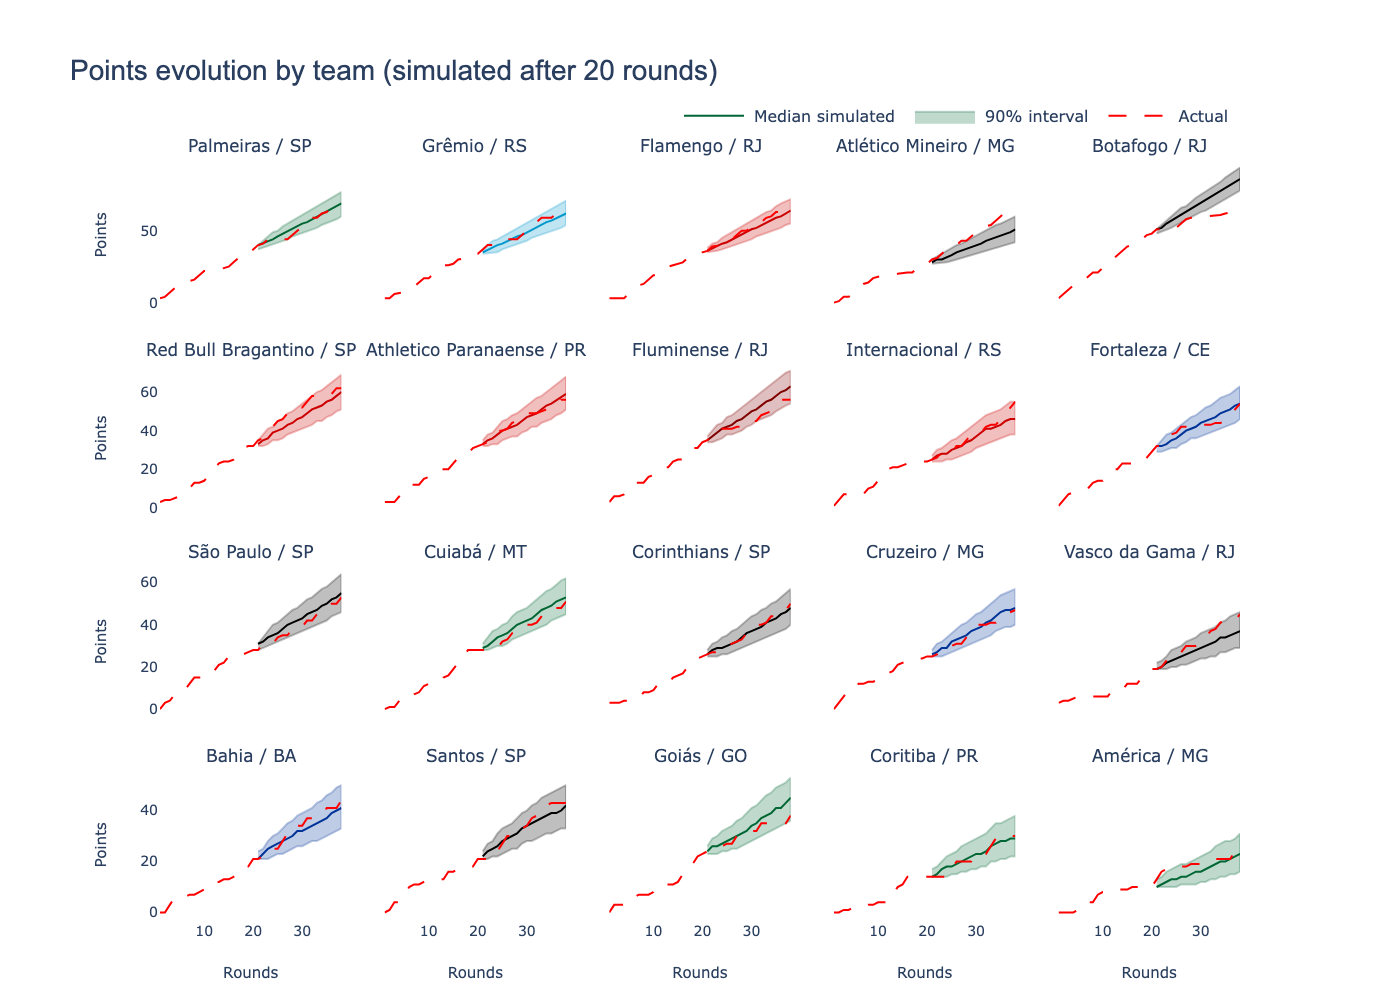 Points evolution by team (simulated after 20 rounds)
Median simulated 90% interval Actual
Palmeiras / SP Grêmio / RS Flamengo / RJ Atlético Mineiro / MG Botafogo / RJ
Points
50
0
Red Bull Bragantino / SP Athletico Paranaense / PR Fluminense / RJ Internacional / RS Fortaleza / CE
Points
60
40
20
0
São Paulo / SP Cuiabá / MT Corinthians / SP Cruzeiro / MG Vasco da Gama / RJ
Points
60
40
20
0
Bahia / BA Santos / SP Goiás / GO Coritiba / PR América / MG
Points
40
20
0
10 20 30 10 20 30 10 20 30 10 20 30 10 20 30
Rounds Rounds Rounds Rounds Rounds